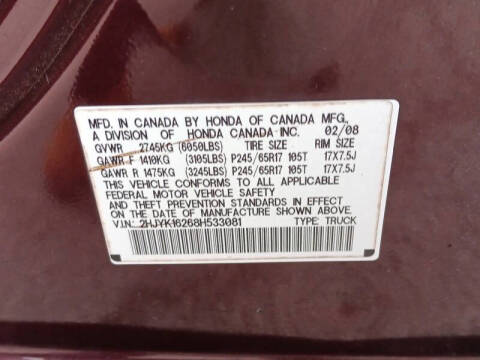 MFD. IN CANADA BY HONDA OF CANADA MFG.,
A DIVISION OF HONDA CANADA INC. 02/08
GVWR 2745KG (6050LBS) TIRE SIZE RIM SIZE
GAWR F 1410KG (3105LBS) P245/65R17 105T 17X7.5J
GAWR R 1475KG (3245LBS) P245/65R17 105T 17X7.5J
THIS VEHICLE CONFORMS TO ALL APPLICABLE
FEDERAL MOTOR VEHICLE SAFETY
AND THEFT PREVENTION STANDARDS IN EFFECT
ON THE DATE OF MANUFACTURE SHOWN ABOVE.
V.I.N.: 2HJYK16268H533081 TYPE: TRUCK